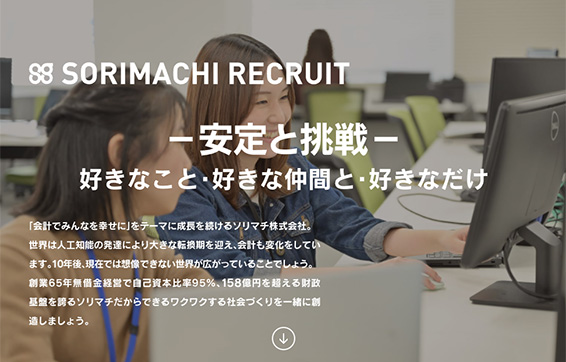 SORIMACHI RECRUIT
－安定と挑戦－
好きなこと・好きな仲間と・好きなだけ
「会計でみんなを幸せに」をテーマに成長を続けるソリマチ株式会社。
世界は人工知能の発達により大きな転換期を迎え、会計も変化をしてい
ます。10年後、現在では想像できない世界が広がっていることでしょう。
創業65年無借金経営で自己資本比率95%、158億円を超える財政
基盤を誇るソリマチだからできるワクワクする社会づくりを一緒に創
造しましょう。
DELL